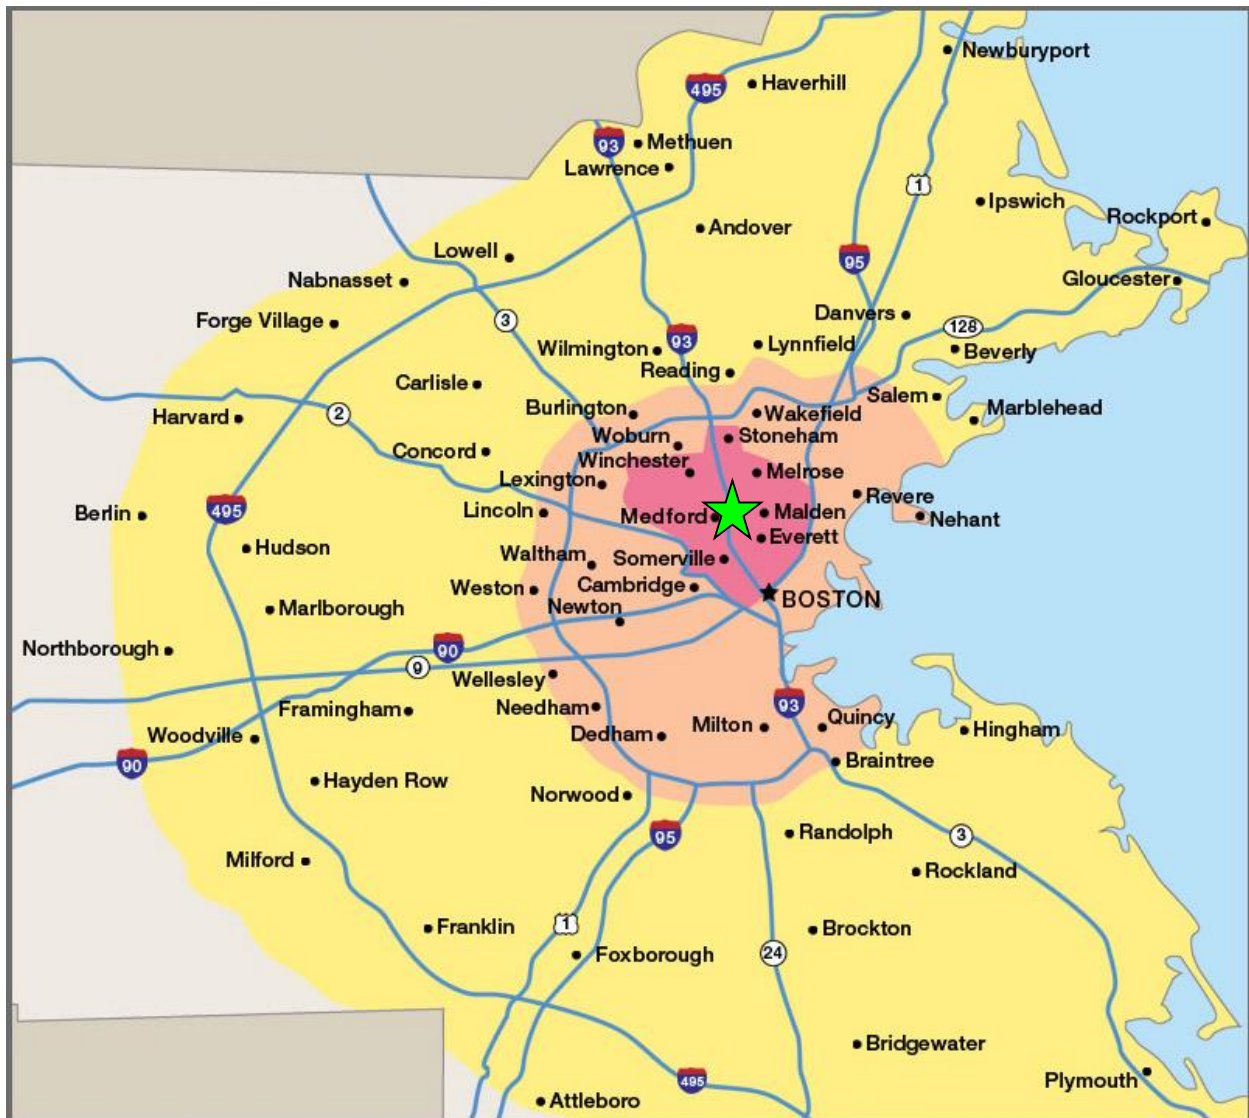 Newburyport
495
Haverhill
93
Methuen
Lawrence
1
Ipswich
Rockport
Andover
Lowell
95
Nabnasset
Gloucester
Forge Village
3
Danvers
128
93
Lynnfield
Wilmington
Beverly
Reading
Carlisle
Salem
Burlington
Marblehead
Harvard
2
Wakefield
Woburn
Stoneham
Concord
Winchester
Melrose
Lexington
Revere
495
Berlin
Lincoln
Medford
Malden
Nehant
Everett
Hudson
Waltham
Somerville
Weston
Cambridge
BOSTON
Newton
Marlborough
Northborough
90
9
Wellesley
93
Framingham
Needham
Quincy
Milton
Hingham
Woodville
Dedham
90
Braintree
Hayden Row
Norwood
95
Randolph
3
Milford
Rockland
1
Franklin
Brockton
Foxborough
24
Bridgewater
495
Plymouth
Attleboro